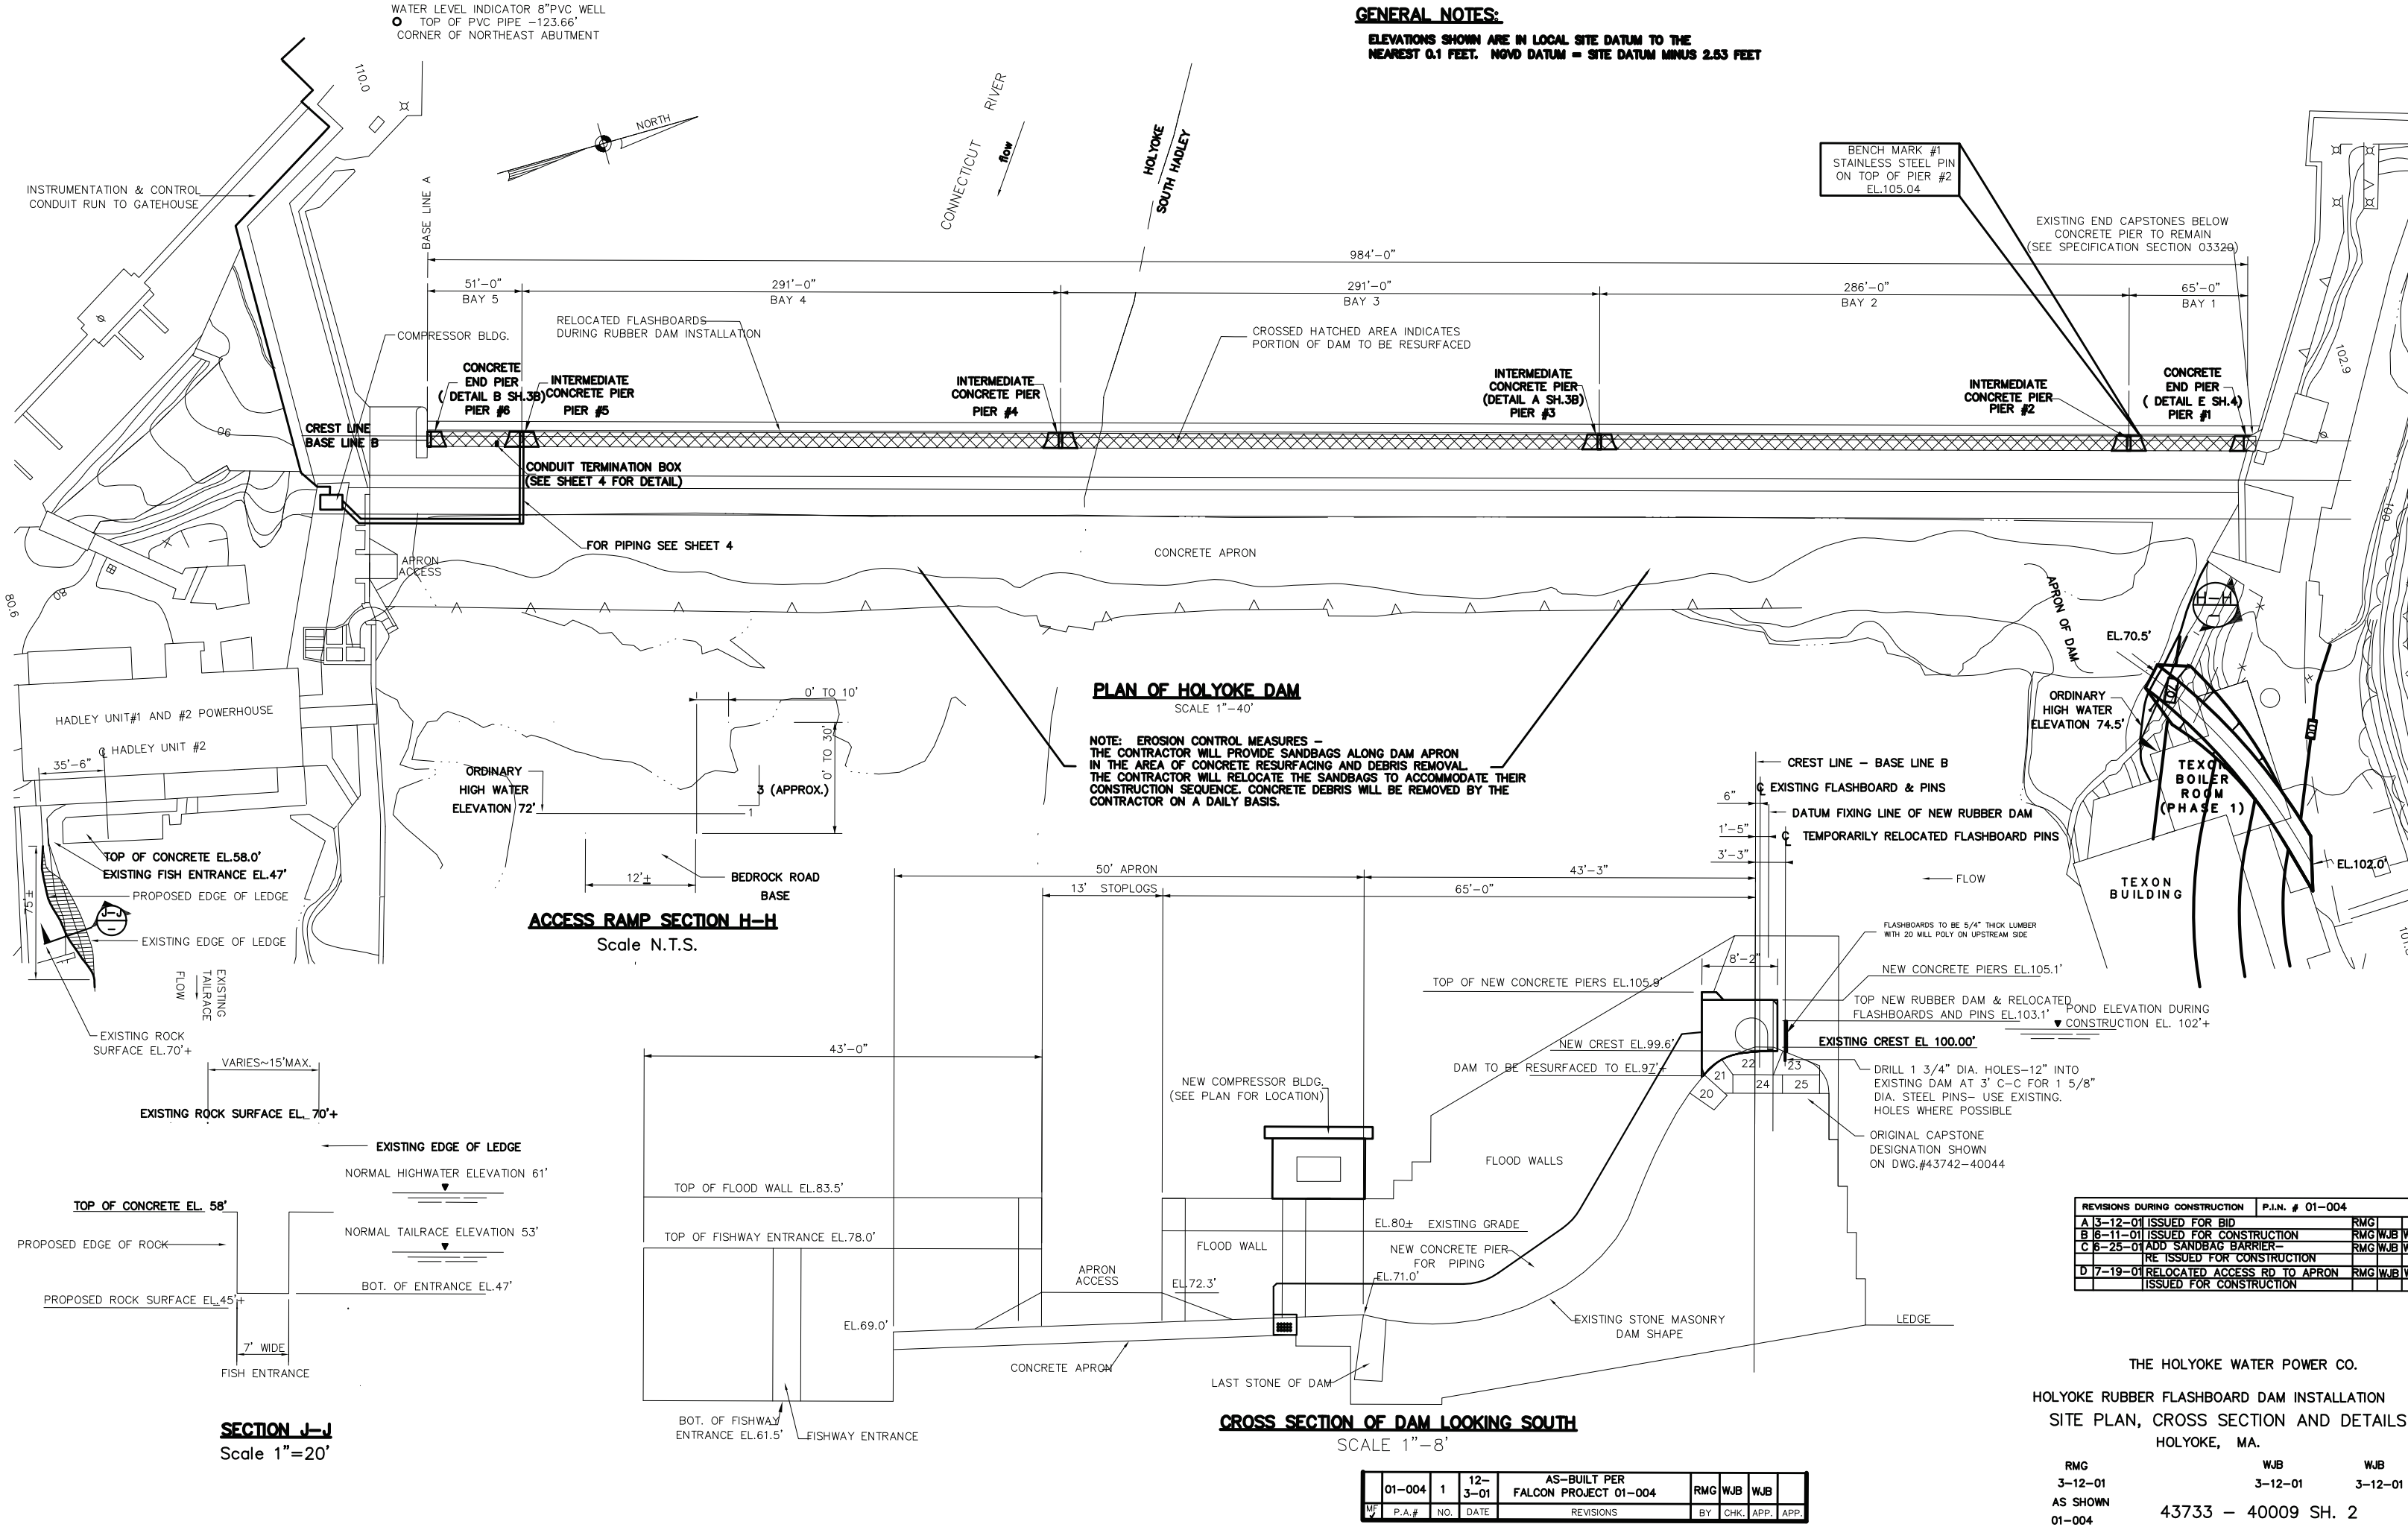 WATER LEVEL INDICATOR 8"PVC WELL
TOP OF PVC PIPE -123.66'
CORNER OF NORTHEAST ABUTMENT
GENERAL NOTES:
ELEVATIONS SHOWN ARE IN LOCAL SITE DATUM TO THE
NEAREST 0.1 FEET. NGVD DATUM = SITE DATUM MINUS 2.53 FEET
110.0
NORTH
CONNECTICUT RIVER
flow
HOLYOKE
SOUTH HADLEY
BENCH MARK #1
STAINLESS STEEL PIN
ON TOP OF PIER #2
EL.105.04
INSTRUMENTATION & CONTROL
CONDUIT RUN TO GATEHOUSE
BASE LINE A
EXISTING END CAPSTONES BELOW
CONCRETE PIER TO REMAIN
(SEE SPECIFICATION SECTION 03320)
984'-0"
51'-0"
BAY 5
291'-0"
BAY 4
291'-0"
BAY 3
286'-0"
BAY 2
65'-0"
BAY 1
COMPRESSOR BLDG.
RELOCATED FLASHBOARDS
DURING RUBBER DAM INSTALLATION
CROSSED HATCHED AREA INDICATES
PORTION OF DAM TO BE RESURFACED
102.9
CONCRETE
END PIER
( DETAIL B SH.3B)
PIER #6
INTERMEDIATE
CONCRETE PIER
PIER #5
INTERMEDIATE
CONCRETE PIER
PIER #4
INTERMEDIATE
CONCRETE PIER
(DETAIL A SH.3B)
PIER #3
INTERMEDIATE
CONCRETE PIER
PIER #2
CONCRETE
END PIER
( DETAIL E SH.4)
PIER #1
90
CREST LINE
BASE LINE B
CONDUIT TERMINATION BOX
(SEE SHEET 4 FOR DETAIL)
FOR PIPING SEE SHEET 4
100
APRON
ACCESS
CONCRETE APRON
80.6
80
APRON OF DAM
H-H
EL.70.5'
70
100
ORDINARY
HIGH WATER
ELEVATION 74.5'
TEXON
BOILER
ROOM
(PHASE 1)
EL.102.0'
TEXON
BUILDING
HADLEY UNIT#1 AND #2 POWERHOUSE
HADLEY UNIT #2
35'-6"
TOP OF CONCRETE EL.58.0'
EXISTING FISH ENTRANCE EL.47'
PROPOSED EDGE OF LEDGE
75'±
J-J
EXISTING EDGE OF LEDGE
EXISTING
TAILRACE
FLOW
EXISTING ROCK
SURFACE EL.70'+
0' TO 10'
0' TO 30'
ORDINARY
HIGH WATER
ELEVATION 72'
3 (APPROX.)
1
12'±
BEDROCK ROAD
BASE
ACCESS RAMP SECTION H-H
Scale N.T.S.
PLAN OF HOLYOKE DAM
SCALE 1"-40'
NOTE: EROSION CONTROL MEASURES -
THE CONTRACTOR WILL PROVIDE SANDBAGS ALONG DAM APRON
IN THE AREA OF CONCRETE RESURFACING AND DEBRIS REMOVAL.
THE CONTRACTOR WILL RELOCATE THE SANDBAGS TO ACCOMMODATE THEIR
CONSTRUCTION SEQUENCE. CONCRETE DEBRIS WILL BE REMOVED BY THE
CONTRACTOR ON A DAILY BASIS.
CREST LINE - BASE LINE B
EXISTING FLASHBOARD & PINS
6"
DATUM FIXING LINE OF NEW RUBBER DAM
1'-5"
TEMPORARILY RELOCATED FLASHBOARD PINS
3'-3"
50' APRON
43'-3"
FLOW
13' STOPLOGS
65'-0"
FLASHBOARDS TO BE 5/4" THICK LUMBER
WITH 20 MILL POLY ON UPSTREAM SIDE
8'-2"
TOP OF NEW CONCRETE PIERS EL.105.9'
NEW CONCRETE PIERS EL.105.1'
TOP NEW RUBBER DAM & RELOCATED
FLASHBOARDS AND PINS EL.103.1'
POND ELEVATION DURING
CONSTRUCTION EL. 102'+
NEW CREST EL.99.6'
EXISTING CREST EL 100.00'
DAM TO BE RESURFACED TO EL.97'+
20
21
22
23
24
25
DRILL 1 3/4" DIA. HOLES-12" INTO
EXISTING DAM AT 3' C-C FOR 1 5/8"
DIA. STEEL PINS- USE EXISTING.
HOLES WHERE POSSIBLE
ORIGINAL CAPSTONE
DESIGNATION SHOWN
ON DWG.#43742-40044
43'-0"
NEW COMPRESSOR BLDG.
(SEE PLAN FOR LOCATION)
FLOOD WALLS
TOP OF FLOOD WALL EL.83.5'
EL.80± EXISTING GRADE
TOP OF FISHWAY ENTRANCE EL.78.0'
FLOOD WALL
NEW CONCRETE PIER
FOR PIPING
APRON
ACCESS
EL.72.3'
EL.71.0'
EL.69.0'
EXISTING STONE MASONRY
DAM SHAPE
LEDGE
CONCRETE APRON
LAST STONE OF DAM
BOT. OF FISHWAY
ENTRANCE EL.61.5'
FISHWAY ENTRANCE
CROSS SECTION OF DAM LOOKING SOUTH
SCALE 1"-8'
VARIES~15'MAX.
EXISTING ROCK SURFACE EL. 70'+
EXISTING EDGE OF LEDGE
NORMAL HIGHWATER ELEVATION 61'
TOP OF CONCRETE EL. 58'
NORMAL TAILRACE ELEVATION 53'
PROPOSED EDGE OF ROCK
BOT. OF ENTRANCE EL.47'
PROPOSED ROCK SURFACE EL.45'+
7' WIDE
FISH ENTRANCE
SECTION J-J
Scale 1"=20'
REVISIONS DURING CONSTRUCTION P.I.N. # 01-004
A 3-12-01 ISSUED FOR BID RMG
B 6-11-01 ISSUED FOR CONSTRUCTION RMG WJB
C 6-25-01 ADD SANDBAG BARRIER- RMG WJB
RE ISSUED FOR CONSTRUCTION
D 7-19-01 RELOCATED ACCESS RD TO APRON RMG WJB
ISSUED FOR CONSTRUCTION
THE HOLYOKE WATER POWER CO.
HOLYOKE RUBBER FLASHBOARD DAM INSTALLATION
SITE PLAN, CROSS SECTION AND DETAILS
HOLYOKE, MA.
RMG WJB WJB
3-12-01 3-12-01 3-12-01
AS SHOWN
01-004
43733 - 40009 SH. 2
01-004 1 12-3-01 AS-BUILT PER
FALCON PROJECT 01-004 RMG WJB WJB
P.A.# NO. DATE REVISIONS BY CHK. APP. APP.